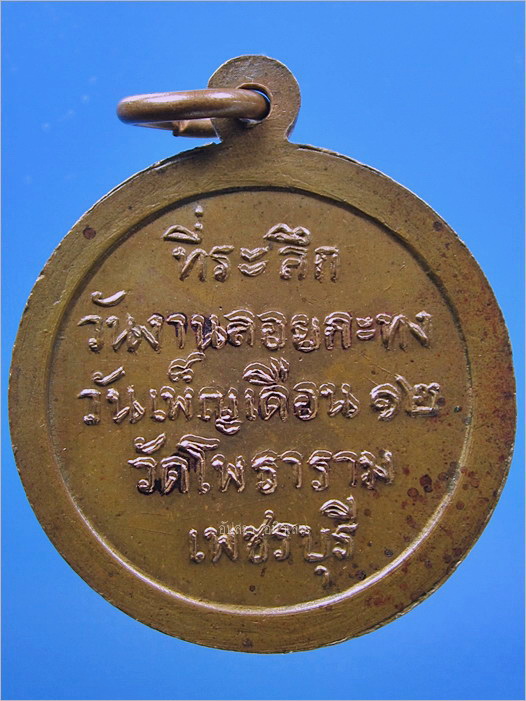 ที่ระลึก
วันงานลอยกะทง
วันเพ็ญเดือน ๑๒
วัดโพธาราม
เพชรบุรี